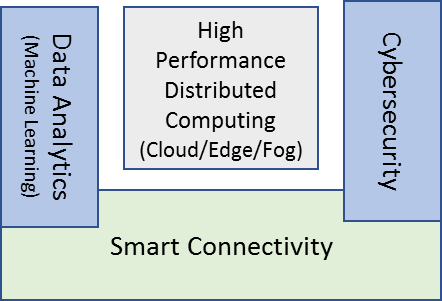 Data Analytics
(Machine Learning)
High
Performance
Distributed
Computing
(Cloud/Edge/Fog)
Cybersecurity
Smart Connectivity